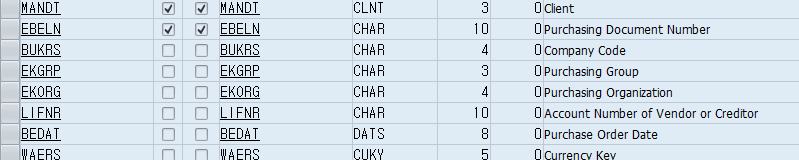 MANDT MANDT CLNT 3 0 Client
EBELN EBELN CHAR 10 0 Purchasing Document Number
BUKRS BUKRS CHAR 4 0 Company Code
EKGRP EKGRP CHAR 3 0 Purchasing Group
EKORG EKORG CHAR 4 0 Purchasing Organization
LIFNR LIFNR CHAR 10 0 Account Number of Vendor or Creditor
BEDAT BEDAT DATS 8 0 Purchase Order Date
WAERS WAERS CUKY 5 0 Currency Key